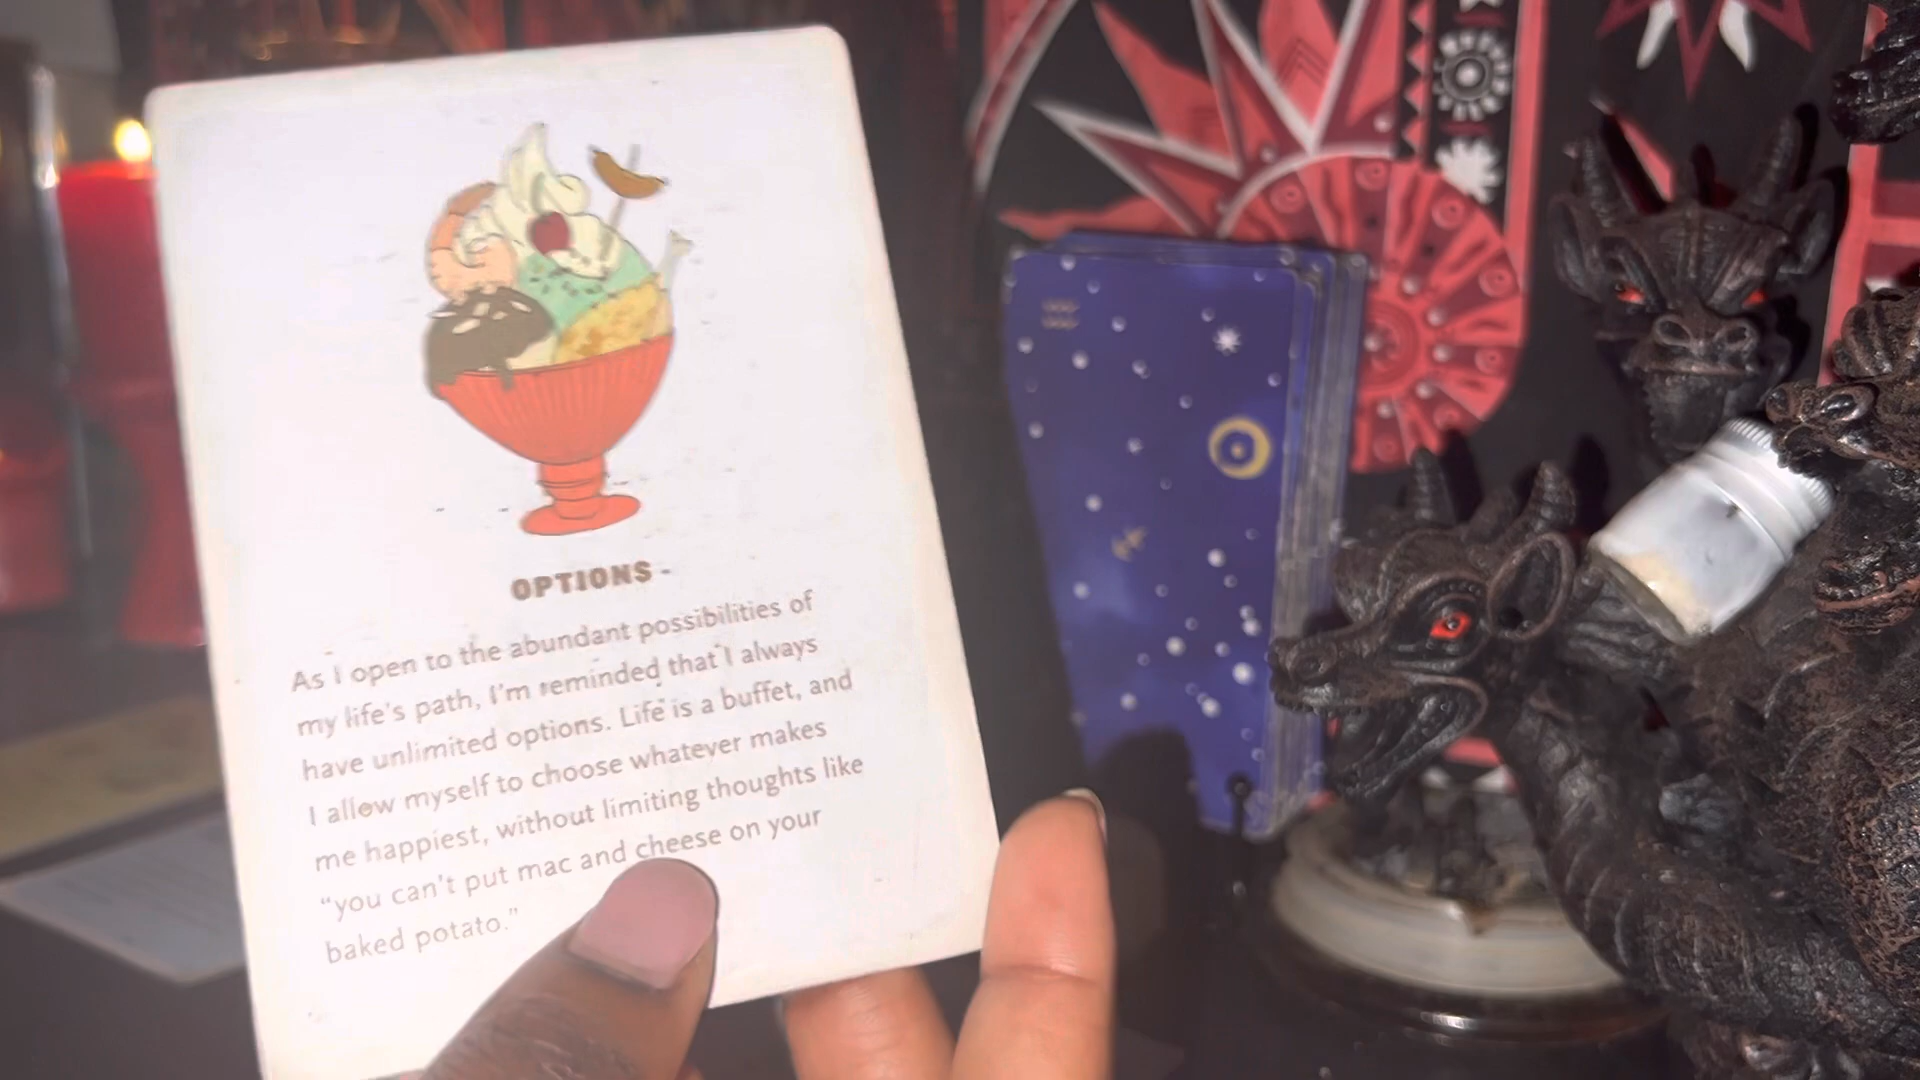 OPTIONS -
As I open to the abundant possibilities of
my life's path, I'm reminded that I always
have unlimited options. Life is a buffet, and
I allow myself to choose whatever makes
me happiest, without limiting thoughts like
"you can't put mac and cheese on your
baked potato."